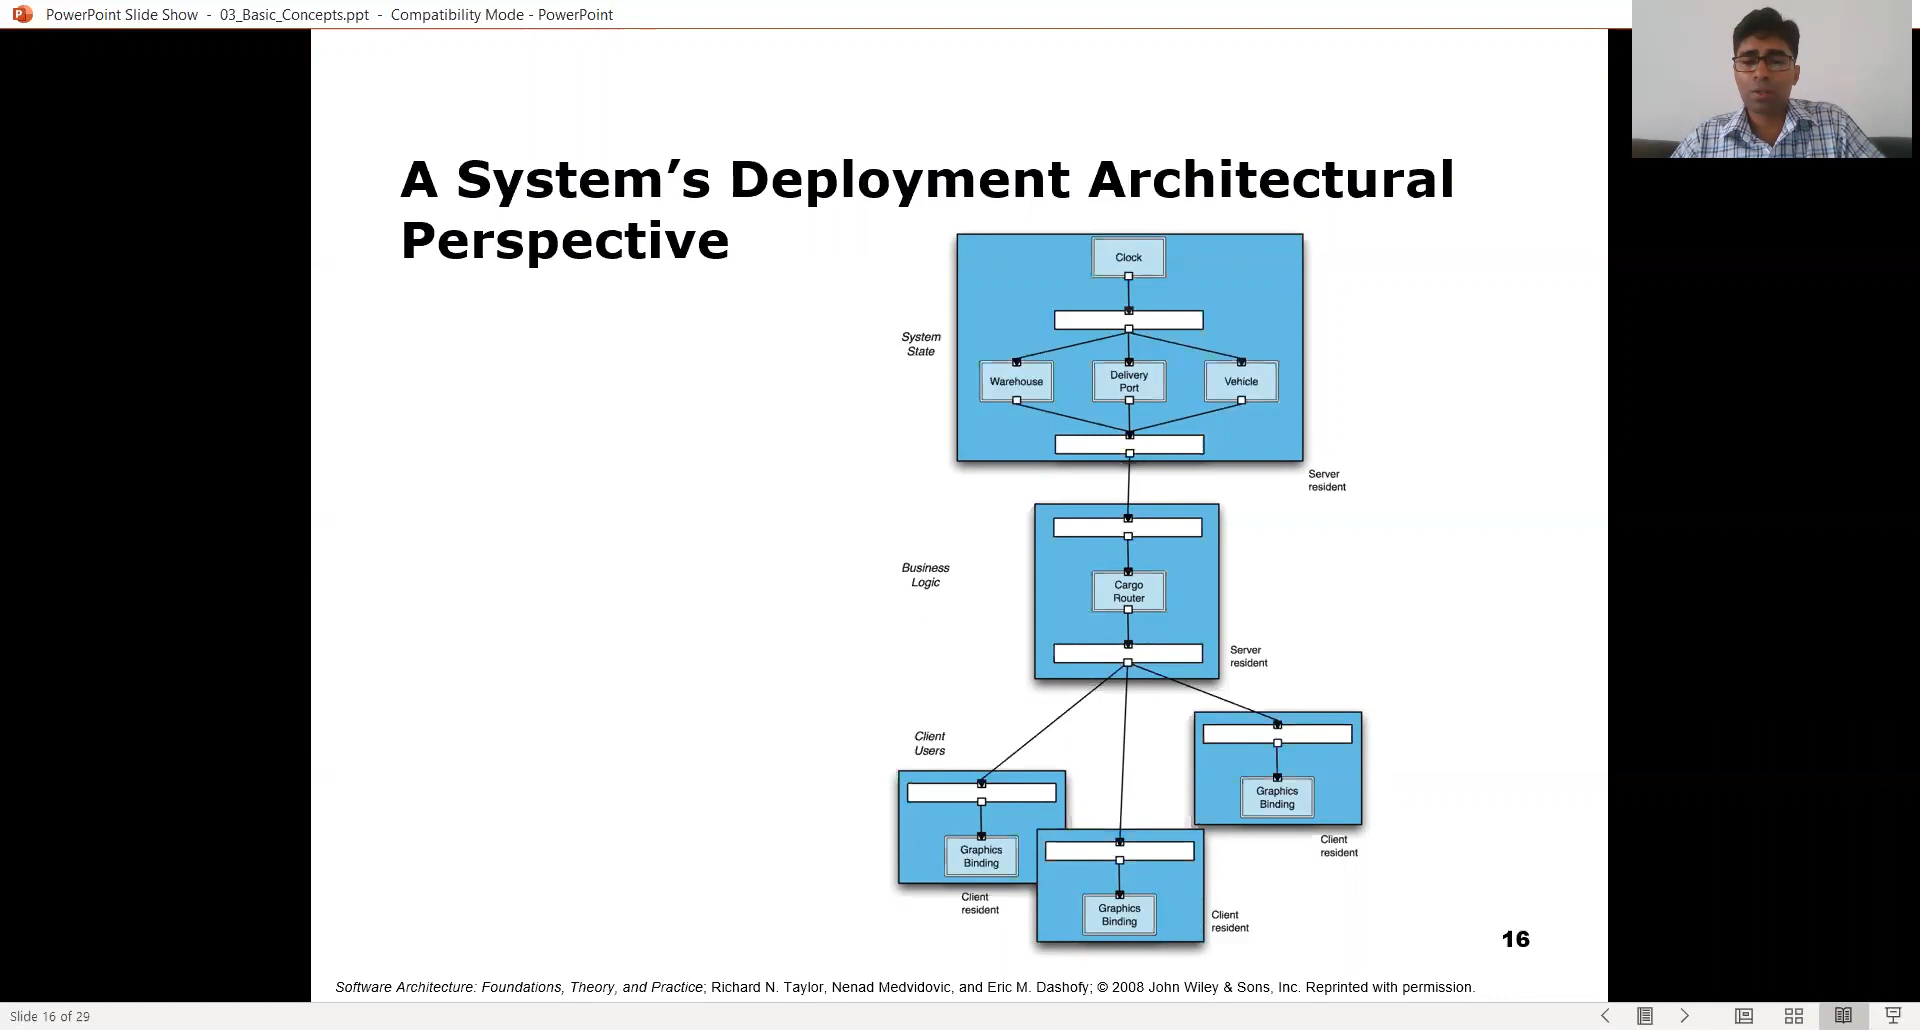 PowerPoint Slide Show - 03_Basic_Concepts.ppt - Compatibility Mode - PowerPoint
A System’s Deployment Architectural
Perspective
Clock
System
State
Warehouse
Delivery
Port
Vehicle
Server
resident
Business
Logic
Cargo
Router
Server
resident
Client
Users
Graphics
Binding
Client
resident
Graphics
Binding
Client
resident
Graphics
Binding
Client
resident
16
Software Architecture: Foundations, Theory, and Practice; Richard N. Taylor, Nenad Medvidovic, and Eric M. Dashofy; © 2008 John Wiley & Sons, Inc. Reprinted with permission.
Slide 16 of 29